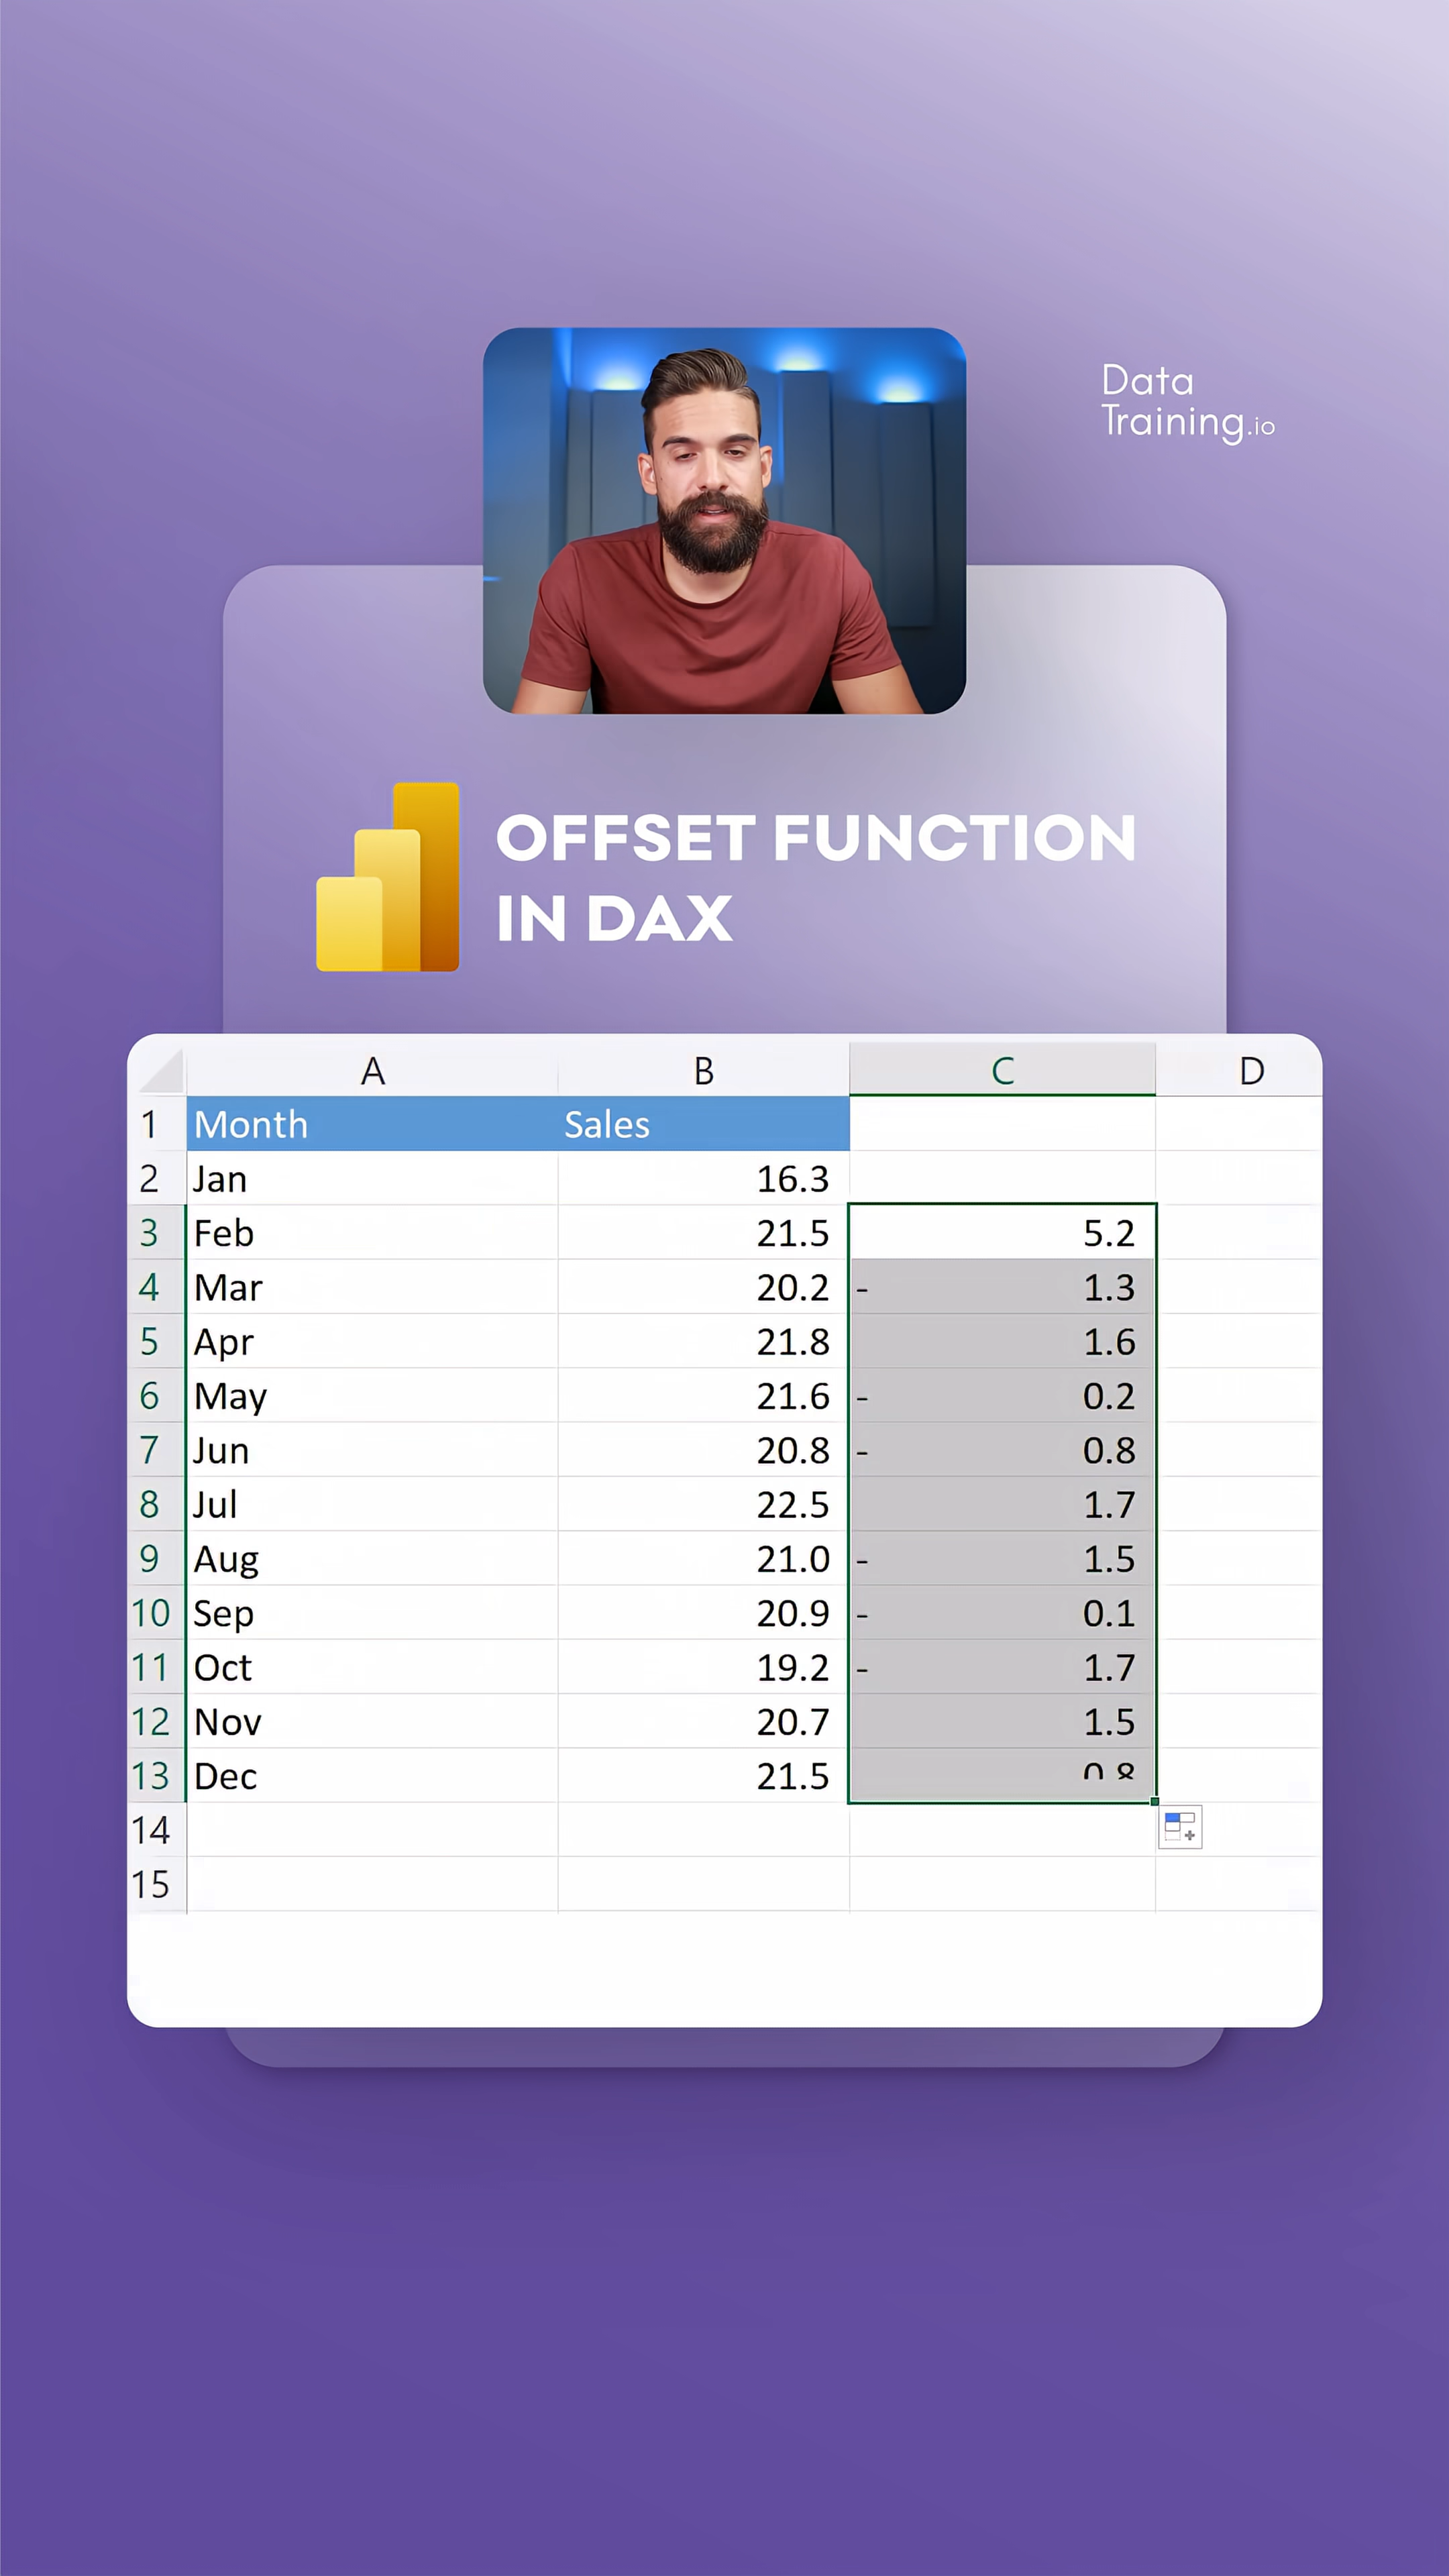 Data
Training.io
OFFSET FUNCTION
IN DAX
A B C D
1 Month Sales
2 Jan 16.3
3 Feb 21.5 5.2
4 Mar 20.2 - 1.3
5 Apr 21.8 1.6
6 May 21.6 - 0.2
7 Jun 20.8 - 0.8
8 Jul 22.5 1.7
9 Aug 21.0 - 1.5
10 Sep 20.9 - 0.1
11 Oct 19.2 - 1.7
12 Nov 20.7 1.5
13 Dec 21.5 0.8
14
15